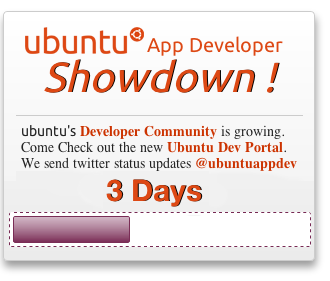 ubuntu App Developer
Showdown !
ubuntu's Developer Community is growing.
Come Check out the new Ubuntu Dev Portal.
We send twitter status updates @ubuntuappdev
3 Days